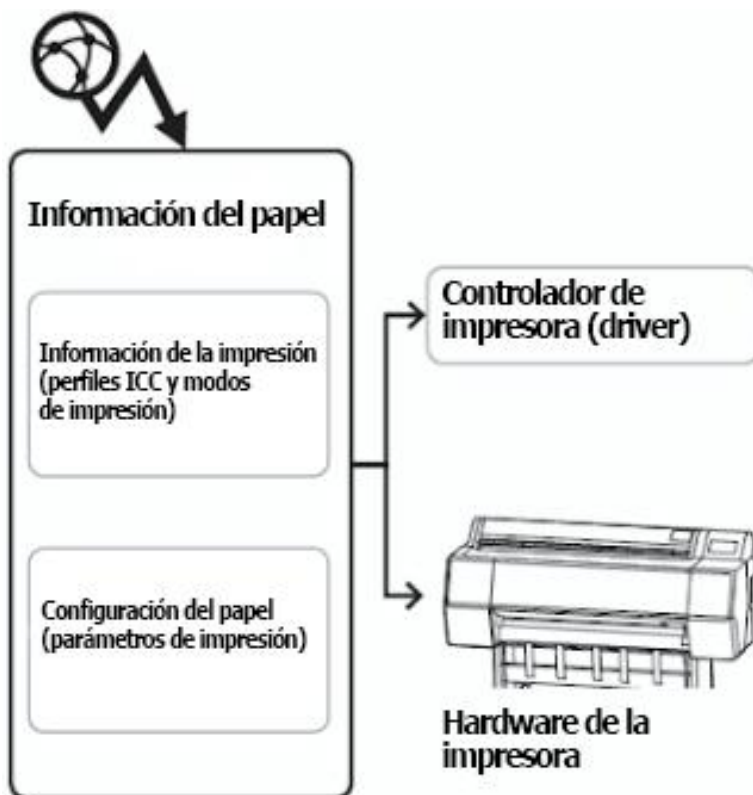 Información del papel
Información de la impresión
(perfiles ICC y modos
de impresión)
Configuración del papel
(parámetros de impresión)
Controlador de
impresora (driver)
Hardware de la
impresora